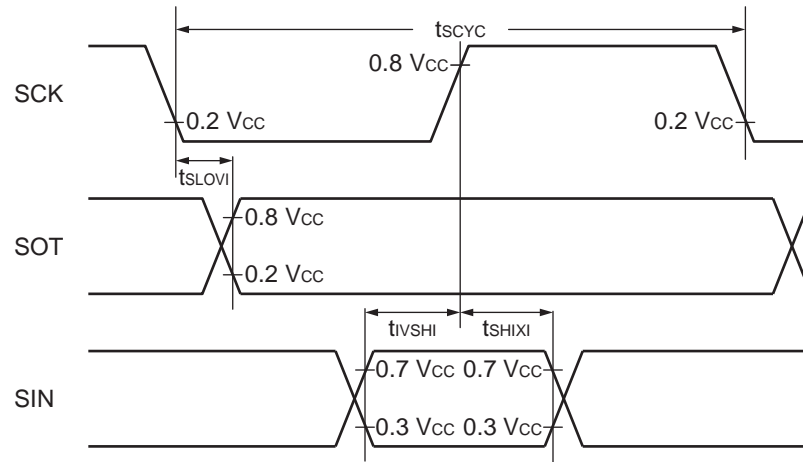 tSCYC
SCK
0.8 VCC
0.2 VCC
0.2 VCC
tSLOVI
SOT
0.8 VCC
0.2 VCC
tIVSHI
tSHIXI
SIN
0.7 VCC
0.7 VCC
0.3 VCC
0.3 VCC